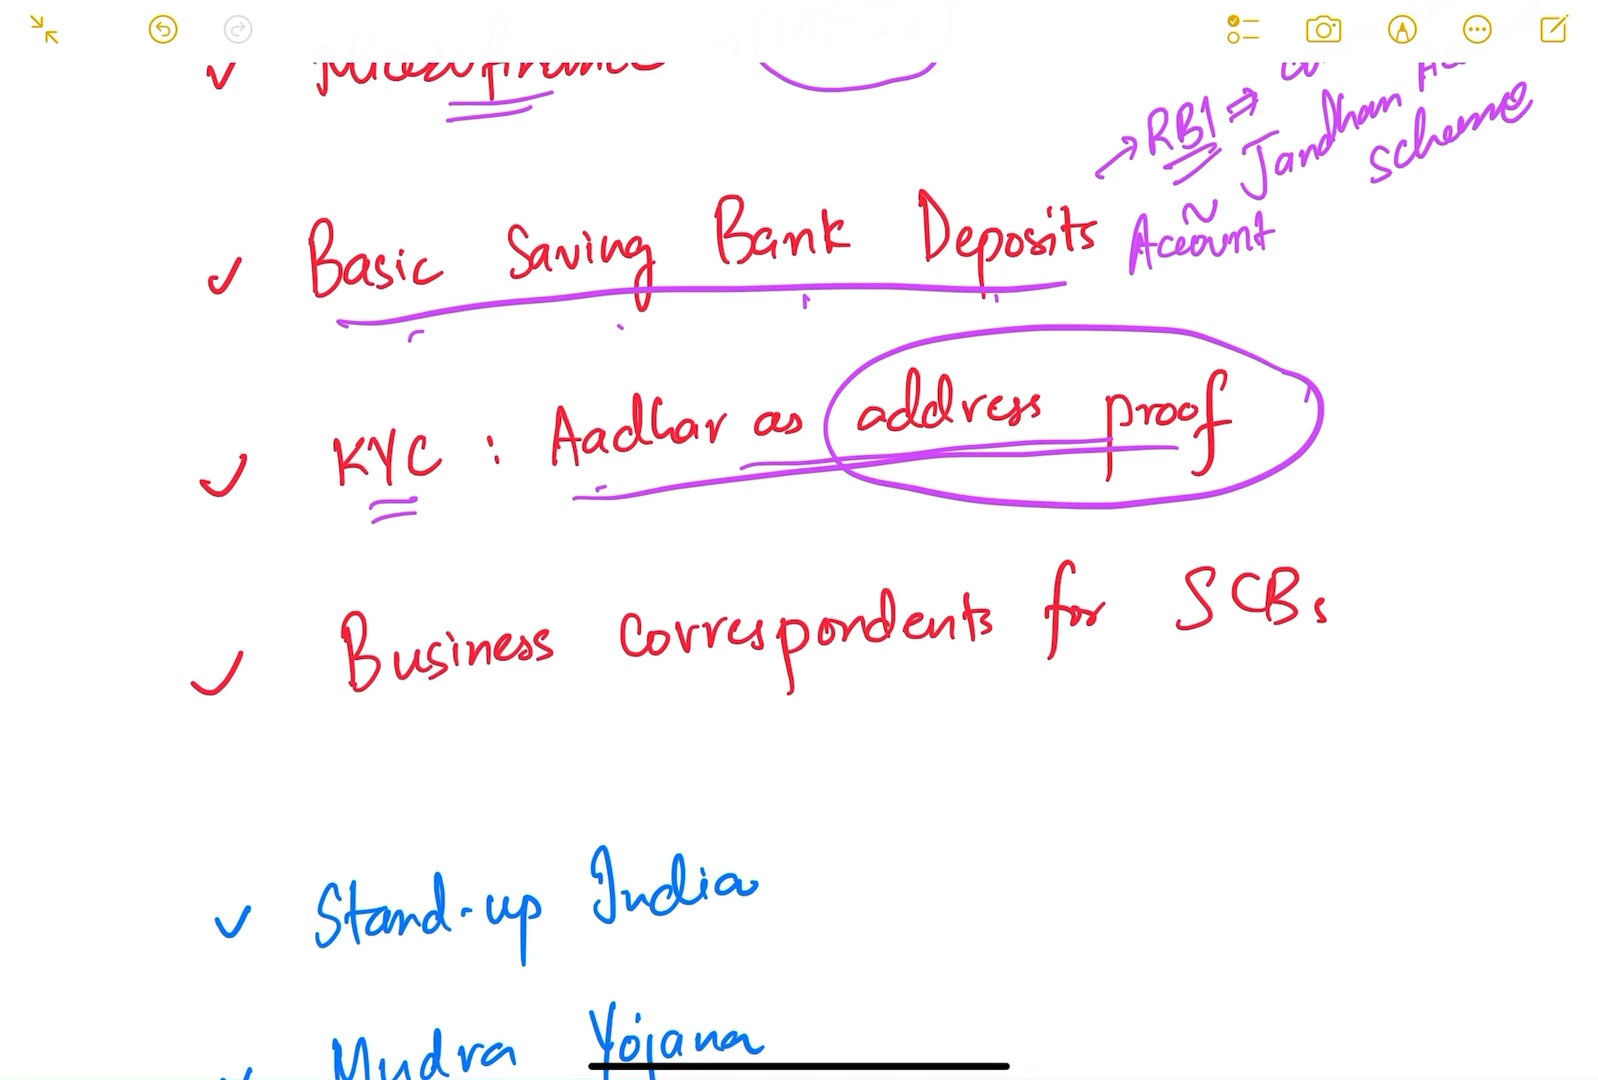 ✓ Microfinance
→ RBI ⇒
Jandhan
scheme
✓ Basic Saving Bank Deposits Account
✓ KYC : Aadhar as address proof
✓ Business correspondents for SCBs
✓ Stand-up India
✓ Mudra Yojana